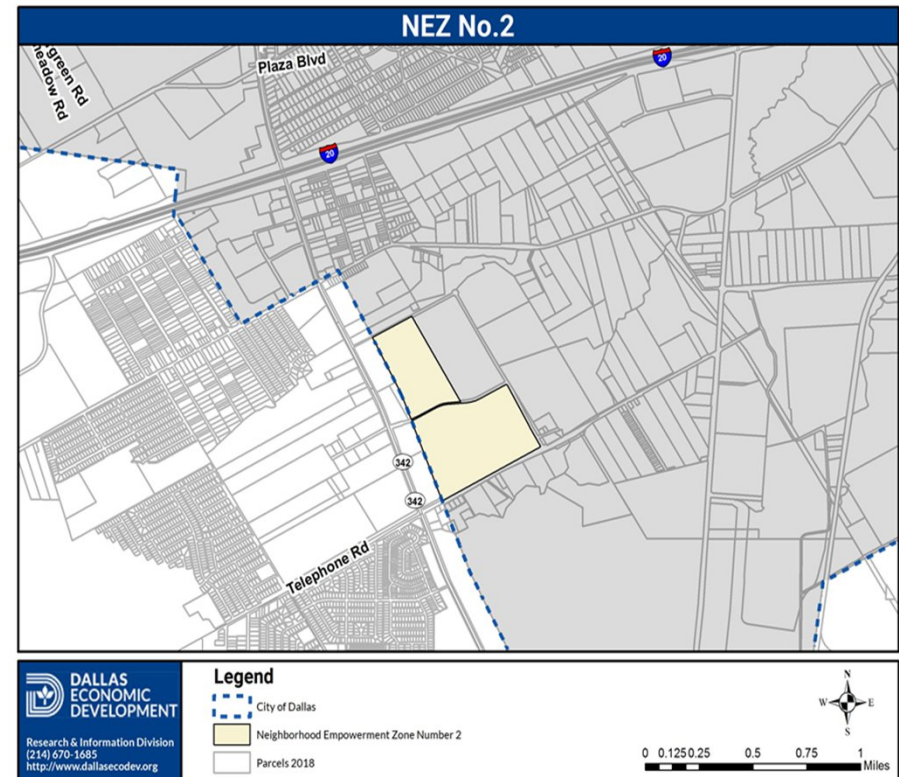 NEZ No.2
Plaza Blvd
green Rd
meadow Rd
20
20
342
342
Telephone Rd
DALLAS
ECONOMIC
DEVELOPMENT
Research & Information Division
(214) 670-1685
http://www.dallasecodev.org
Legend
City of Dallas
Neighborhood Empowerment Zone Number 2
Parcels 2018
N
W E
S
0 0.125 0.25 0.5 0.75 1
Miles